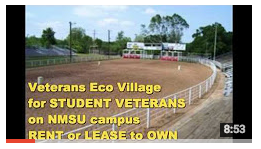 Veterans Eco Village
for STUDENT VETERANS
on NMSU campus
RENT or LEASE to OWN
8:53